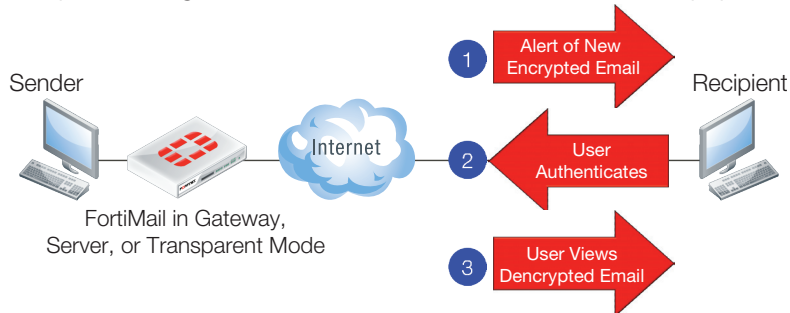 1
Alert of New
Encrypted Email
Sender
Recipient
Internet
2
User
Authenticates
FortiMail in Gateway,
Server, or Transparent Mode
3
User Views
Dencrypted Email